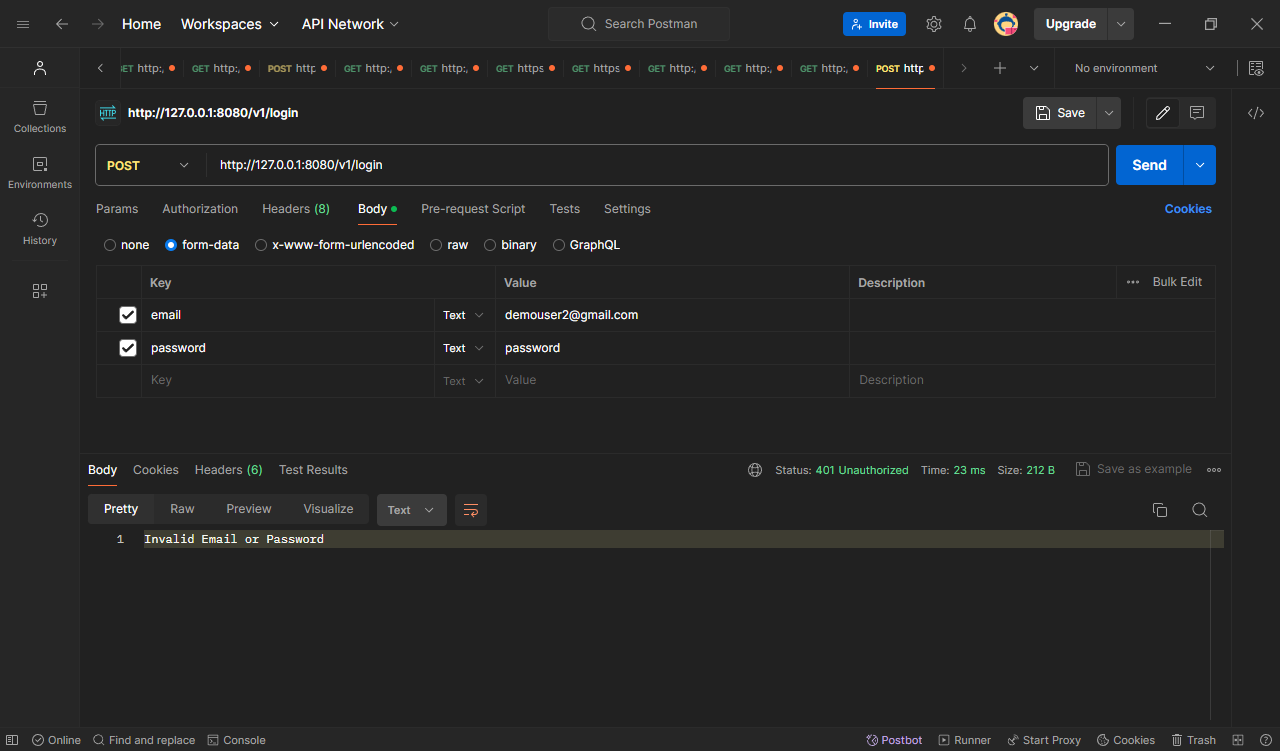 Home Workspaces API Network Search Postman Invite Upgrade
GET http:, GET http:, POST http GET http:, GET http:, GET https GET https GET http:, GET http:, GET http:, POST http No environment
HTTP http://127.0.0.1:8080/v1/login Save
Collections
Environments
History
POST http://127.0.0.1:8080/v1/login Send
Params Authorization Headers (8) Body Pre-request Script Tests Settings Cookies
none form-data x-www-form-urlencoded raw binary GraphQL
Key Value Description Bulk Edit
email Text demouser2@gmail.com
password Text password
Key Text Value Description
Body Cookies Headers (6) Test Results Status: 401 Unauthorized Time: 23 ms Size: 212 B Save as example
Pretty Raw Preview Visualize Text
1 Invalid Email or Password
Online Find and replace Console Postbot Runner Start Proxy Cookies Trash